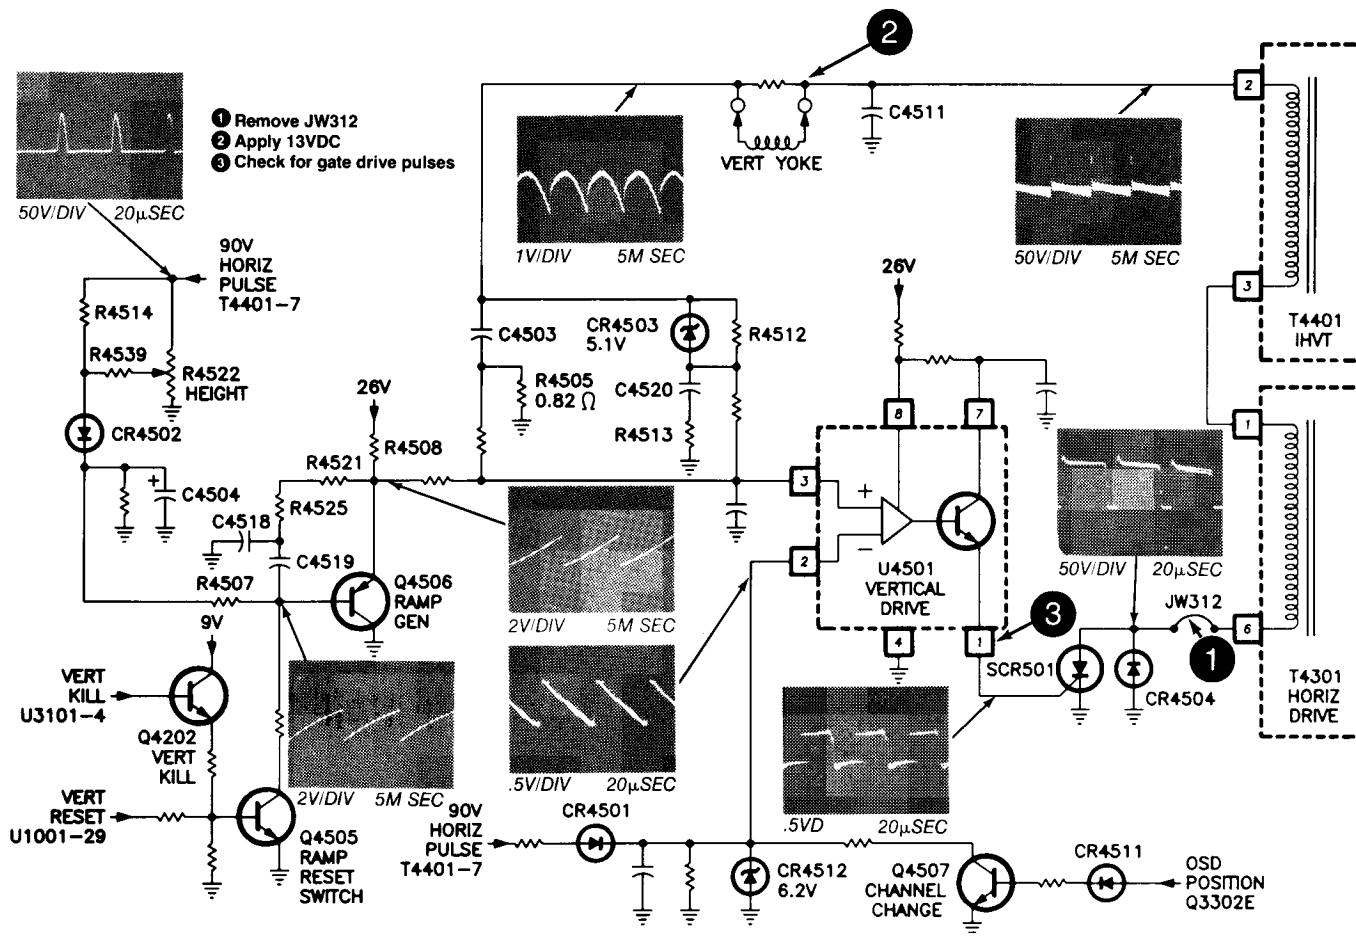 2
❶ Remove JW312
❷ Apply 13VDC
❸ Check for gate drive pulses
50V/DIV 20µSEC
1V/DIV 5M SEC
VERT YOKE
C4511
50V/DIV 5M SEC
2
3
T4401
IHVT
90V
HORIZ
PULSE
T4401-7
R4514
R4539
R4522
HEIGHT
CR4502
C4504
C4503
R4505
0.82 Ω
CR4503
5.1V
R4512
C4520
R4513
26V
R4508
R4521
R4525
C4518
C4519
R4507
Q4506
RAMP
GEN
2V/DIV 5M SEC
.5V/DIV 20µSEC
26V
8
7
3
2
+
−
U4501
VERTICAL
DRIVE
4
1
3
50V/DIV 20µSEC
JW312
1
1
6
T4301
HORIZ
DRIVE
SCR501
CR4504
.5VD 20µSEC
9V
VERT
KILL
U3101-4
Q4202
VERT
KILL
2V/DIV 5M SEC
VERT
RESET
U1001-29
Q4505
RAMP
RESET
SWITCH
90V
HORIZ
PULSE
T4401-7
CR4501
CR4512
6.2V
Q4507
CHANNEL
CHANGE
CR4511
OSD
POSITION
Q3302E